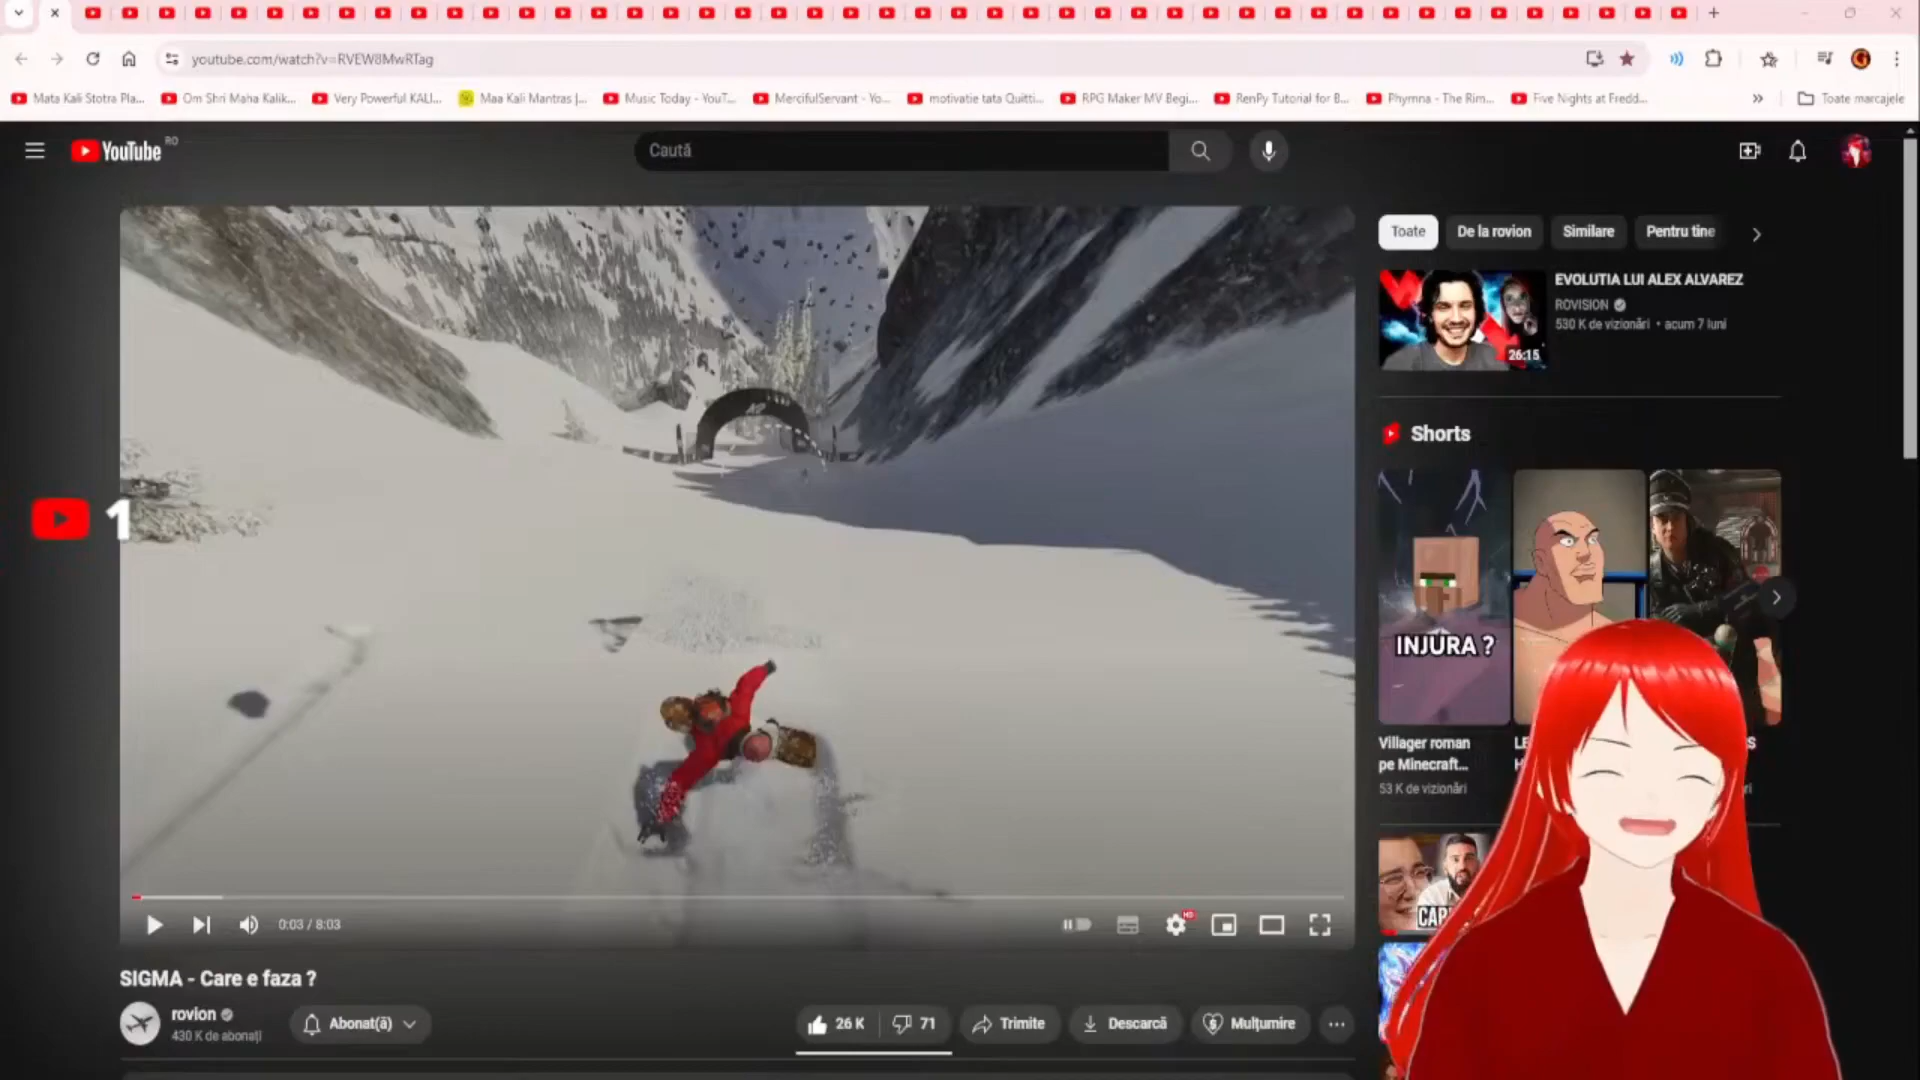 youtube.com/watch?v=RVEW8MwRTag
Mata Kali Stotra Pla...
Om Shri Maha Kalik...
Very Powerful KALI...
Maa Kali Mantras |...
Music Today - YouT...
MercifulServant - Yo...
motivatie tata Quitti...
RPG Maker MV Begi...
RenPy Tutorial for B...
Phymna - The Rim...
Five Nights at Fredd...
Toate marcajele
YouTube RO
Caută
Toate
De la rovion
Similare
Pentru tine
EVOLUTIA LUI ALEX ALVAREZ
ROVISION
530 K de vizionări • acum 7 luni
26:15
Shorts
1
INJURA ?
Villager roman
pe Minecraft...
53 K de vizionări
0:03 / 8:03
HD
SIGMA - Care e faza ?
rovion
430 K de abonați
Abonat(ă)
26 K
71
Trimite
Descarcă
Mulțumire